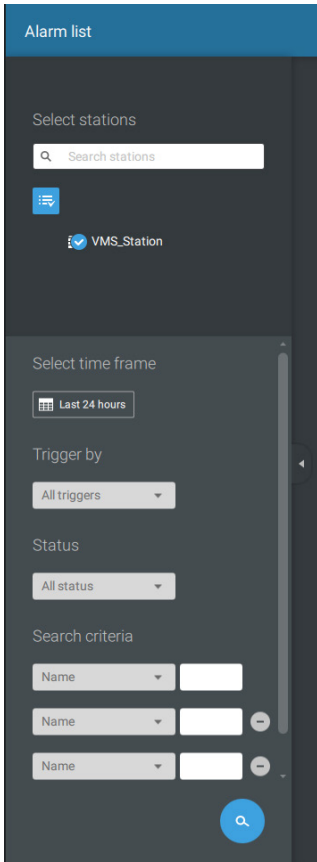 Alarm list
Select stations
Search stations
VMS_Station
Select time frame
Last 24 hours
Trigger by
All triggers
Status
All status
Search criteria
Name
Name
Name